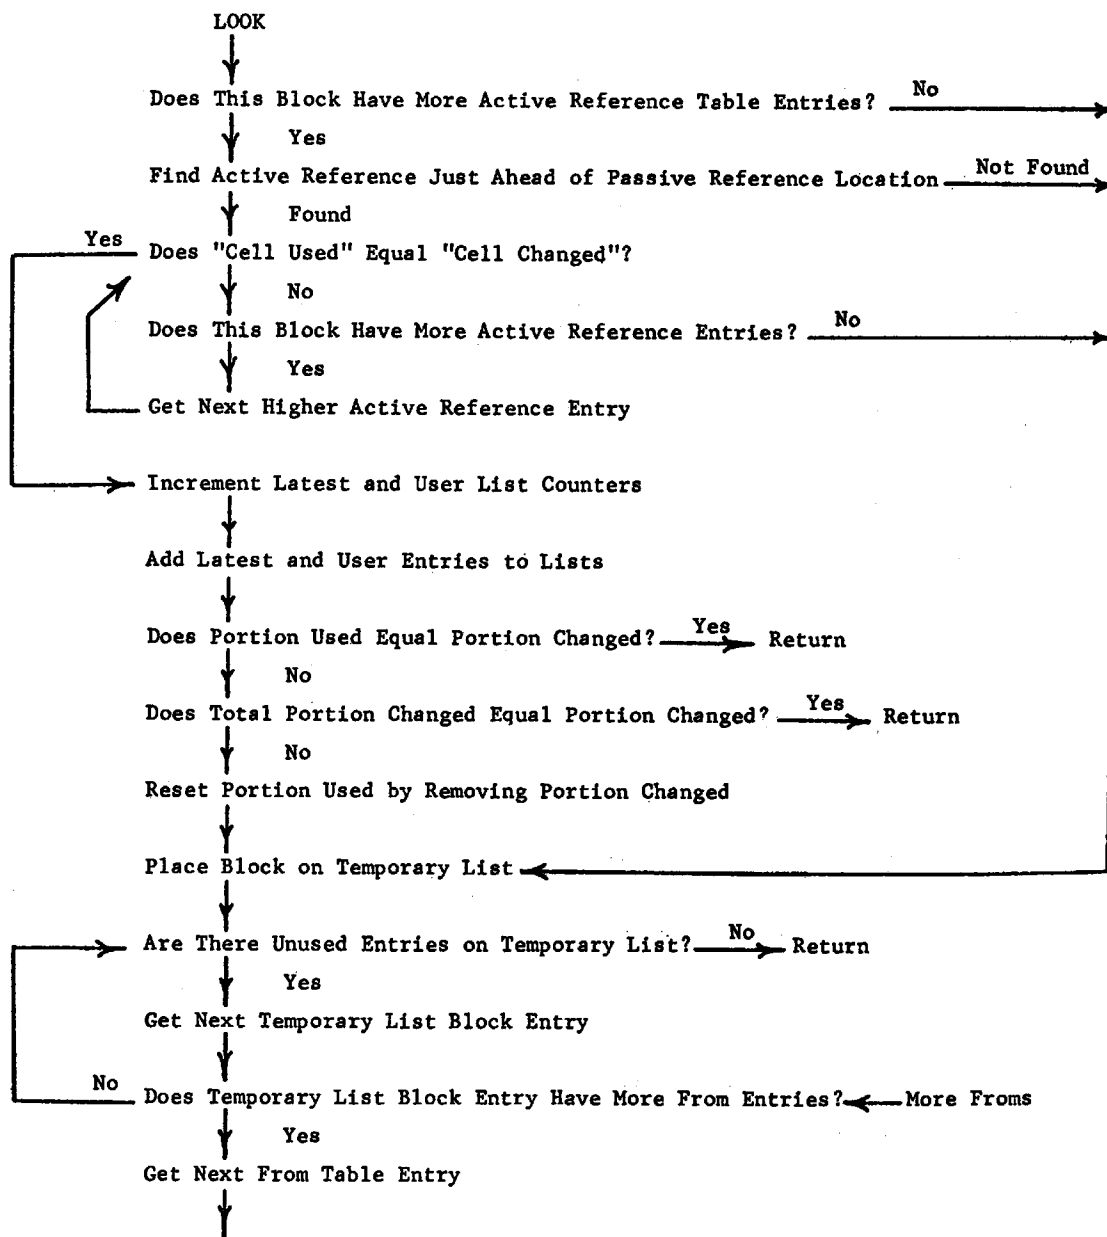 LOOK
Does This Block Have More Active Reference Table Entries? No
Yes
Find Active Reference Just Ahead of Passive Reference Location Not Found
Found
Yes Does "Cell Used" Equal "Cell Changed"?
No
Does This Block Have More Active Reference Entries? No
Yes
Get Next Higher Active Reference Entry
Increment Latest and User List Counters
Add Latest and User Entries to Lists
Does Portion Used Equal Portion Changed? Yes Return
No
Does Total Portion Changed Equal Portion Changed? Yes Return
No
Reset Portion Used by Removing Portion Changed
Place Block on Temporary List
Are There Unused Entries on Temporary List? No Return
Yes
Get Next Temporary List Block Entry
No Does Temporary List Block Entry Have More From Entries? More Froms
Yes
Get Next From Table Entry